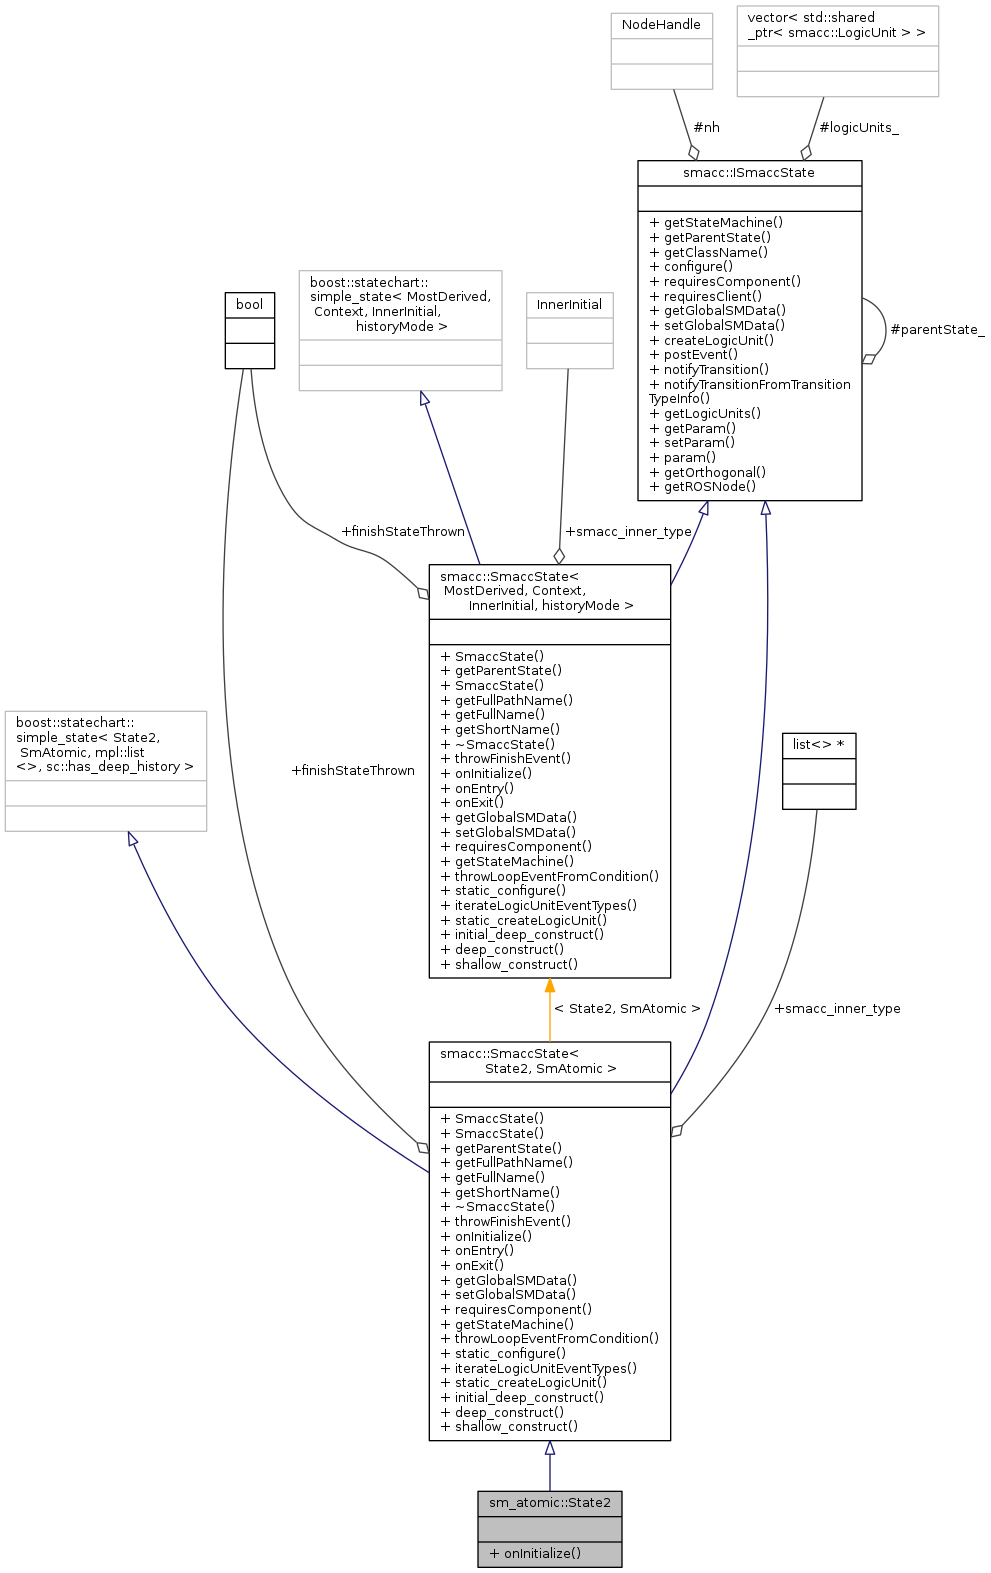 NodeHandle
vector< std::shared
_ptr< smacc::LogicUnit > >
#nh
#logicUnits_
smacc::ISmaccState
+ getStateMachine()
+ getParentState()
+ getClassName()
+ configure()
+ requiresComponent()
+ requiresClient()
+ getGlobalSMData()
+ setGlobalSMData()
+ createLogicUnit()
+ postEvent()
+ notifyTransition()
+ notifyTransitionFromTransition
TypeInfo()
+ getLogicUnits()
+ getParam()
+ setParam()
+ param()
+ getOrthogonal()
+ getROSNode()
#parentState_
bool
boost::statechart::
simple_state< MostDerived,
Context, InnerInitial,
historyMode >
InnerInitial
+finishStateThrown
+smacc_inner_type
smacc::SmaccState<
MostDerived, Context,
InnerInitial, historyMode >
+ SmaccState()
+ getParentState()
+ SmaccState()
+ getFullPathName()
+ getFullName()
+ getShortName()
+ ~SmaccState()
+ throwFinishEvent()
+ onInitialize()
+ onEntry()
+ onExit()
+ getGlobalSMData()
+ setGlobalSMData()
+ requiresComponent()
+ getStateMachine()
+ throwLoopEventFromCondition()
+ static_configure()
+ iterateLogicUnitEventTypes()
+ static_createLogicUnit()
+ initial_deep_construct()
+ deep_construct()
+ shallow_construct()
boost::statechart::
simple_state< State2,
SmAtomic, mpl::list
<>, sc::has_deep_history >
+finishStateThrown
list<> *
< State2, SmAtomic >
+smacc_inner_type
smacc::SmaccState<
State2, SmAtomic >
+ SmaccState()
+ SmaccState()
+ getParentState()
+ getFullPathName()
+ getFullName()
+ getShortName()
+ ~SmaccState()
+ throwFinishEvent()
+ onInitialize()
+ onEntry()
+ onExit()
+ getGlobalSMData()
+ setGlobalSMData()
+ requiresComponent()
+ getStateMachine()
+ throwLoopEventFromCondition()
+ static_configure()
+ iterateLogicUnitEventTypes()
+ static_createLogicUnit()
+ initial_deep_construct()
+ deep_construct()
+ shallow_construct()
sm_atomic::State2
+ onInitialize()